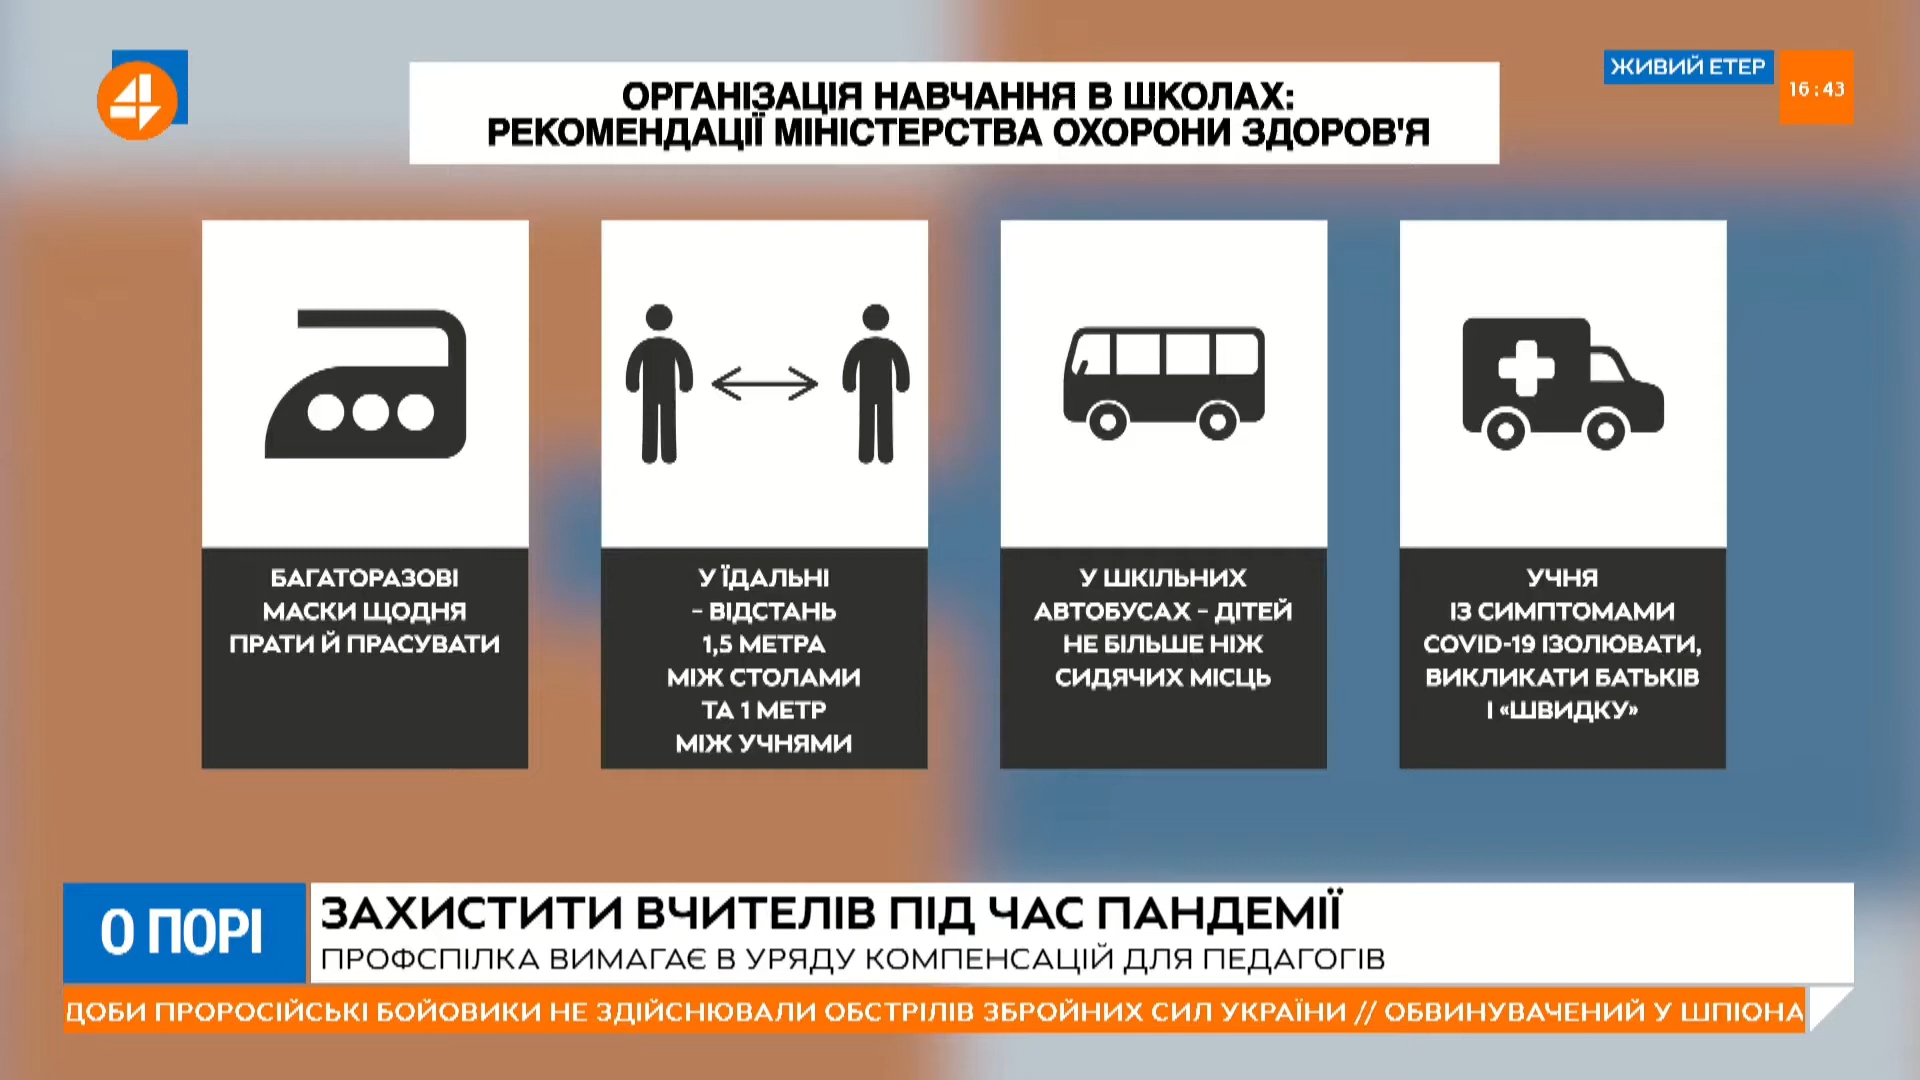 ЖИВИЙ ЕТЕР
16:43
4
ОРГАНІЗАЦІЯ НАВЧАННЯ В ШКОЛАХ:
РЕКОМЕНДАЦІЇ МІНІСТЕРСТВА ОХОРОНИ ЗДОРОВ'Я
БАГАТОРАЗОВІ
МАСКИ ЩОДНЯ
ПРАТИ Й ПРАСУВАТИ
У ЇДАЛЬНІ
– ВІДСТАНЬ
1,5 МЕТРА
МІЖ СТОЛАМИ
ТА 1 МЕТР
МІЖ УЧНЯМИ
У ШКІЛЬНИХ
АВТОБУСАХ – ДІТЕЙ
НЕ БІЛЬШЕ НІЖ
СИДЯЧИХ МІСЦЬ
УЧНЯ
ІЗ СИМПТОМАМИ
COVID-19 ІЗОЛЮВАТИ,
ВИКЛИКАТИ БАТЬКІВ
І «ШВИДКУ»
О ПОРІ
ЗАХИСТИТИ ВЧИТЕЛІВ ПІД ЧАС ПАНДЕМІЇ
ПРОФСПІЛКА ВИМАГАЄ В УРЯДУ КОМПЕНСАЦІЙ ДЛЯ ПЕДАГОГІВ
ДОБИ ПРОРОСІЙСЬКІ БОЙОВИКИ НЕ ЗДІЙСНЮВАЛИ ОБСТРІЛІВ ЗБРОЙНИХ СИЛ УКРАЇНИ // ОБВИНУВАЧЕНИЙ У ШПІОНА